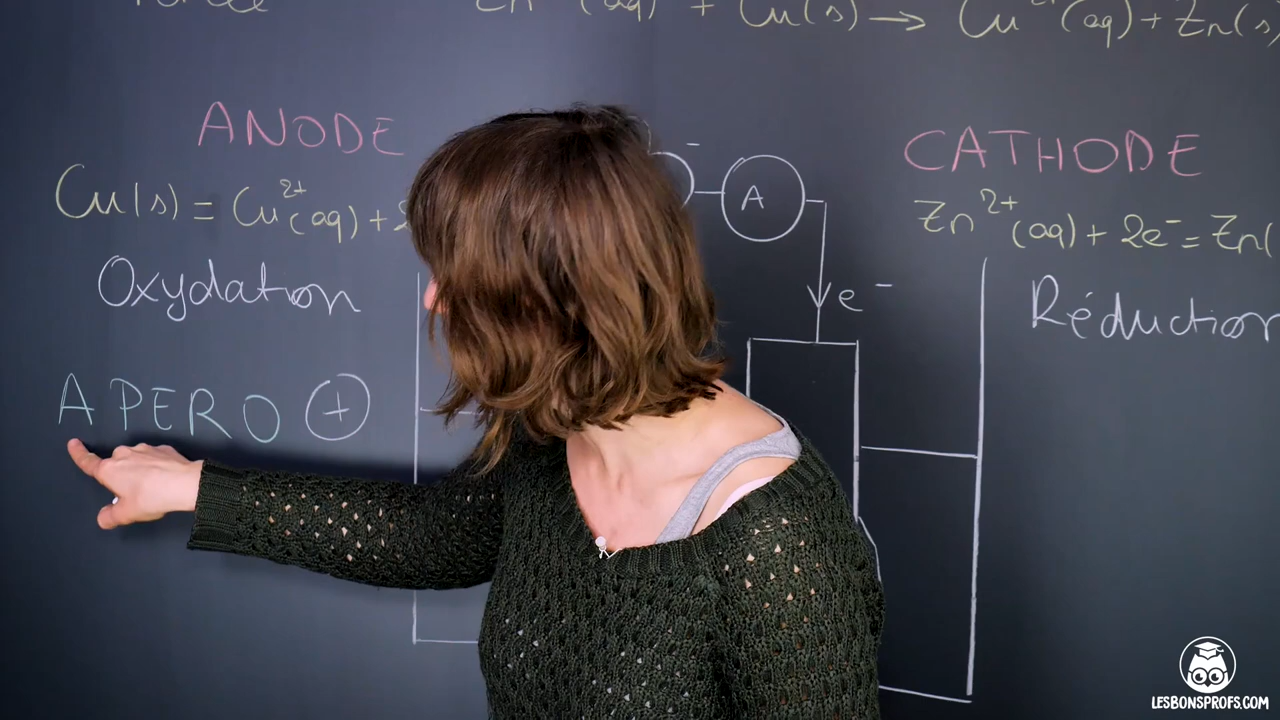 Zn (aq) + Cu(s) → Cu²⁺(aq) + Zn(s)
ANODE
CATHODE
Cu(s) = Cu²⁺(aq) +
Zn²⁺(aq) + 2e⁻ = Zn(
Oxydation
Réduction
A
e⁻
APERO ⊕
LESBONSPROFS.COM